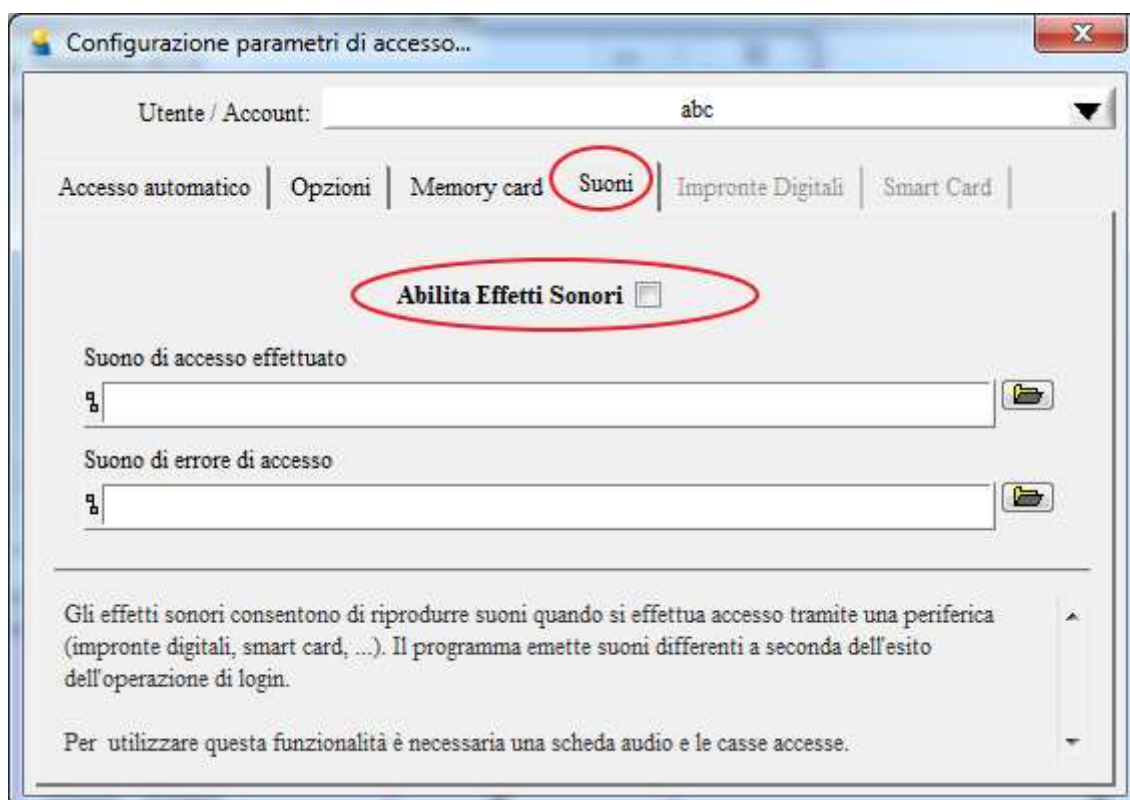 Configurazione parametri di accesso...
Utente / Account: abc
Accesso automatico Opzioni Memory card Suoni Impronte Digitali Smart Card
Abilita Effetti Sonori
Suono di accesso effettuato
Suono di errore di accesso
Gli effetti sonori consentono di riprodurre suoni quando si effettua accesso tramite una periferica
(impronte digitali, smart card, ...). Il programma emette suoni differenti a seconda dell'esito
dell'operazione di login.
Per utilizzare questa funzionalità è necessaria una scheda audio e le casse accesse.